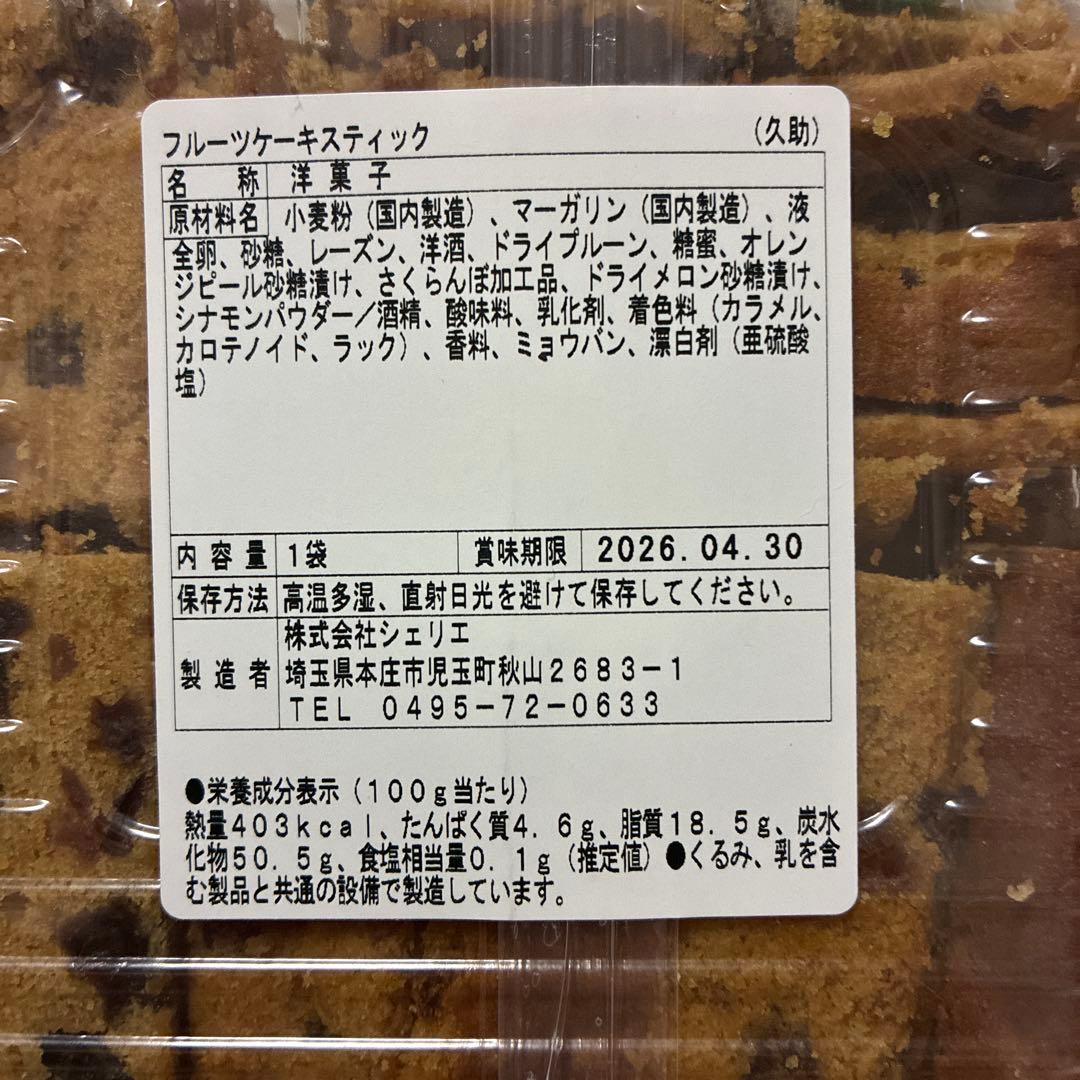 フルーツケーキスティック （久助）
名称 洋菓子
原材料名 小麦粉（国内製造）、マーガリン（国内製造）、液
全卵、砂糖、レーズン、洋酒、ドライプルーン、糖蜜、オレン
ジピール砂糖漬け、さくらんぼ加工品、ドライメロン砂糖漬け、
シナモンパウダー／酒精、酸味料、乳化剤、着色料（カラメル、
カロテノイド、ラック）、香料、ミョウバン、漂白剤（亜硫酸
塩）
内容量 1袋 賞味期限 2026.04.30
保存方法 高温多湿、直射日光を避けて保存してください。
製造者 株式会社シェリエ
埼玉県本庄市児玉町秋山２６８３－１
ＴＥＬ ０４９５－７２－０６３３
●栄養成分表示（１００ｇ当たり）
熱量４０３ｋｃａｌ、たんぱく質４．６ｇ、脂質１８．５ｇ、炭水
化物５０．５ｇ、食塩相当量０．１ｇ（推定値）●くるみ、乳を含
む製品と共通の設備で製造しています。